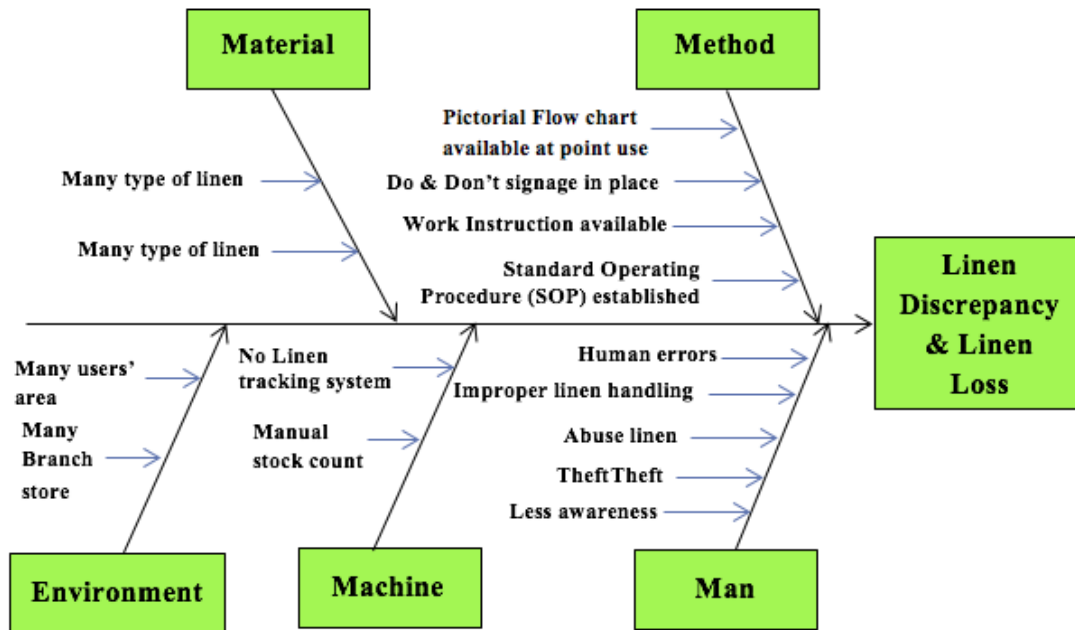 Material
Method
Pictorial Flow chart
available at point use
Many type of linen
Do & Don't signage in place
Work Instruction available
Many type of linen
Standard Operating
Procedure (SOP) established
Linen
Discrepancy
& Linen
Loss
Many users'
area
Many
Branch
store
No Linen
tracking system
Manual
stock count
Human errors
Improper linen handling
Abuse linen
TheftTheft
Less awareness
Environment
Machine
Man